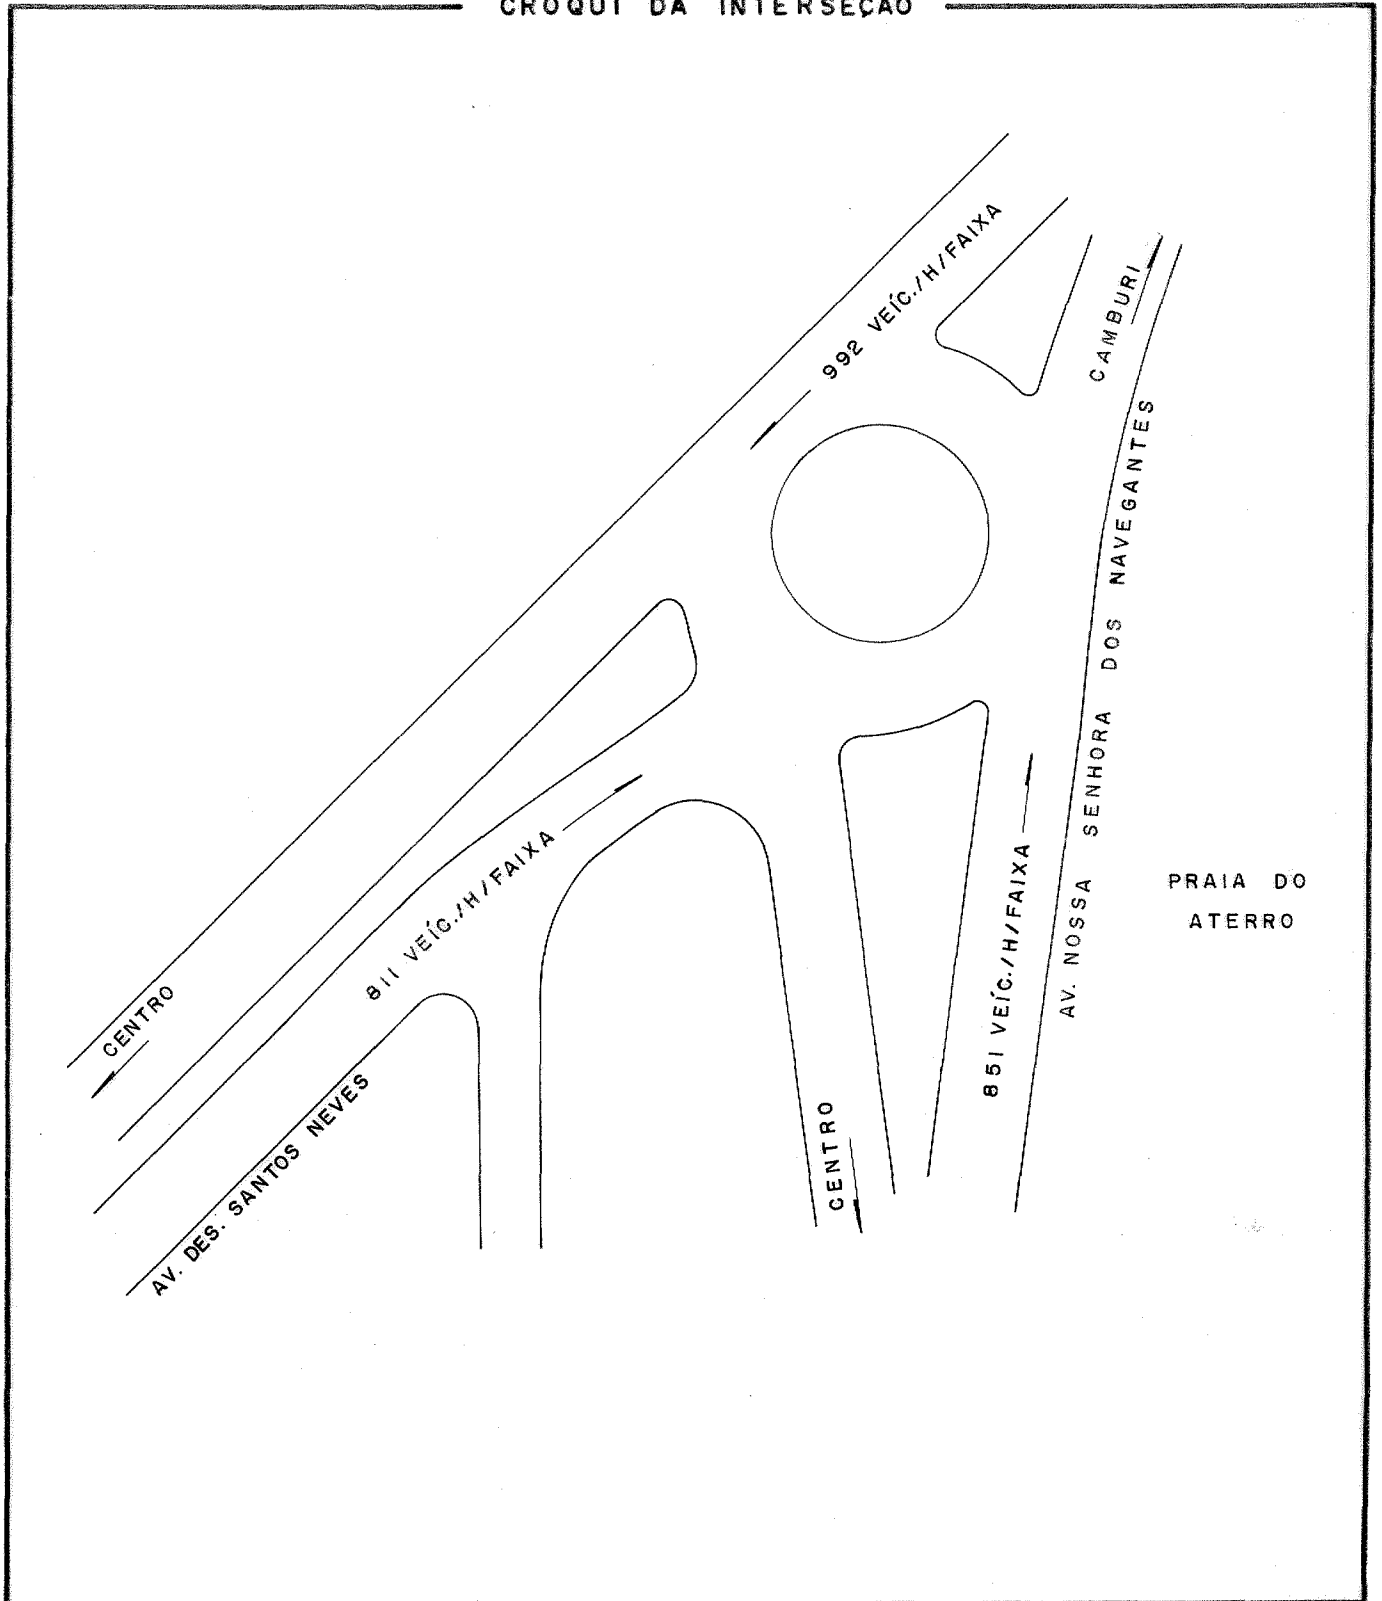 CROQUI DA INTERSEÇÃO
992 VEÍC./H/FAIXA
CAMBURI
AV. NOSSA SENHORA DOS NAVEGANTES
811 VEÍC./H/FAIXA
851 VEÍC./H/FAIXA
PRAIA DO
ATERRO
CENTRO
AV. DES. SANTOS NEVES
CENTRO